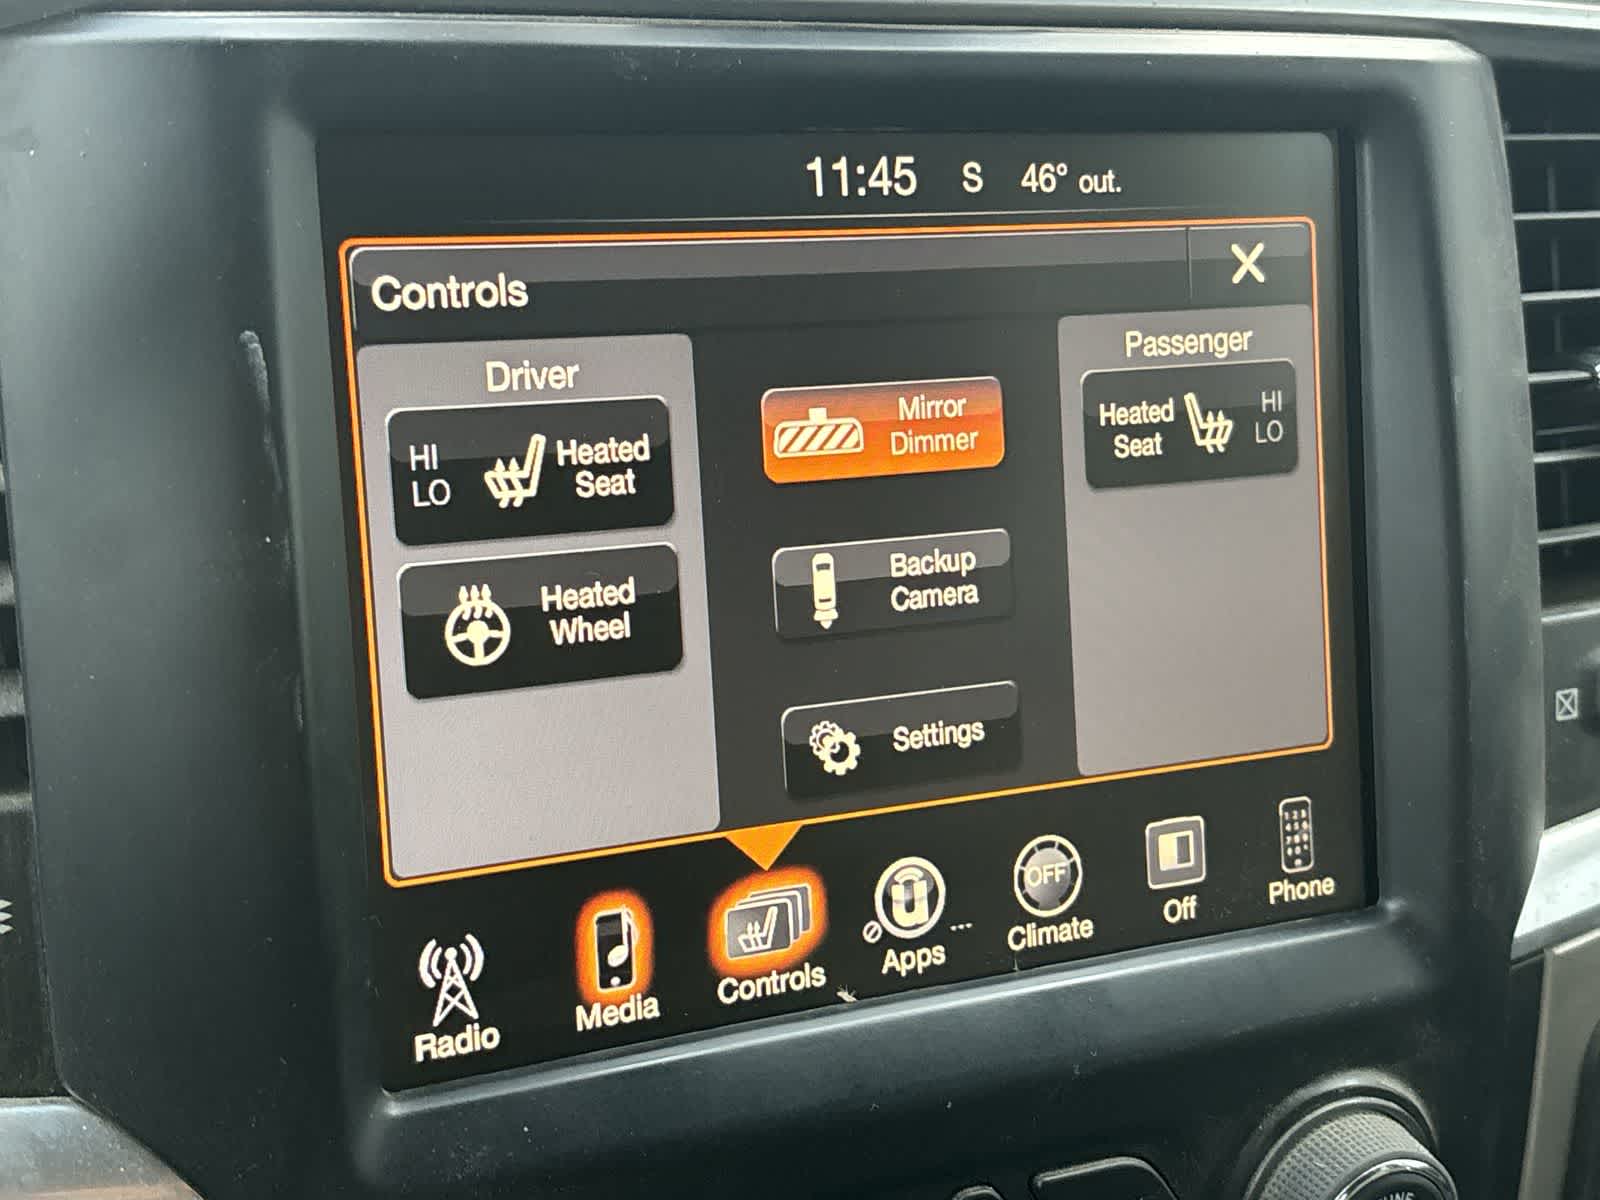 11:45 S 46° out.
Controls X
Driver
HI
LO
Heated
Seat
Heated
Wheel
Mirror
Dimmer
Backup
Camera
Settings
Passenger
Heated
Seat
HI
LO
Radio
Media
Controls
Apps
OFF
Climate
Off
Phone